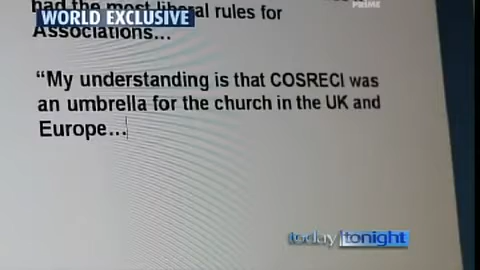 PRIME
WORLD EXCLUSIVE
had the most liberal rules for
Associations...
“My understanding is that COSRECI was
an umbrella for the church in the UK and
Europe...
today tonight